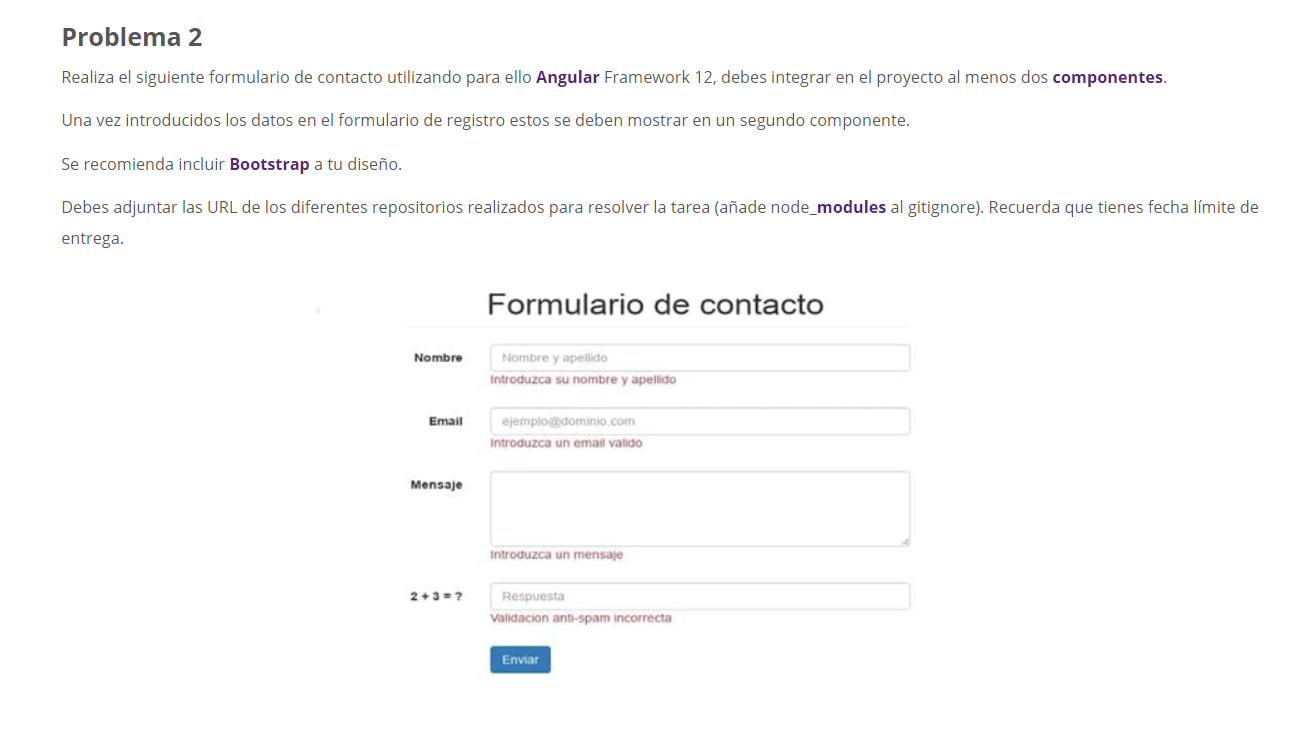 Problema 2
Realiza el siguiente formulario de contacto utilizando para ello Angular Framework 12, debes integrar en el proyecto al menos dos componentes.
Una vez introducidos los datos en el formulario de registro estos se deben mostrar en un segundo componente.
Se recomienda incluir Bootstrap a tu diseño.
Debes adjuntar las URL de los diferentes repositorios realizados para resolver la tarea (añade node_modules al gitignore). Recuerda que tienes fecha límite de
entrega.
Formulario de contacto
Nombre
Nombre y apellido
Introduzca su nombre y apellido
Email
ejemplo@dominio.com
Introduzca un email valido
Mensaje
Introduzca un mensaje
2 + 3 = ?
Respuesta
Validacion anti-spam incorrecta
Enviar